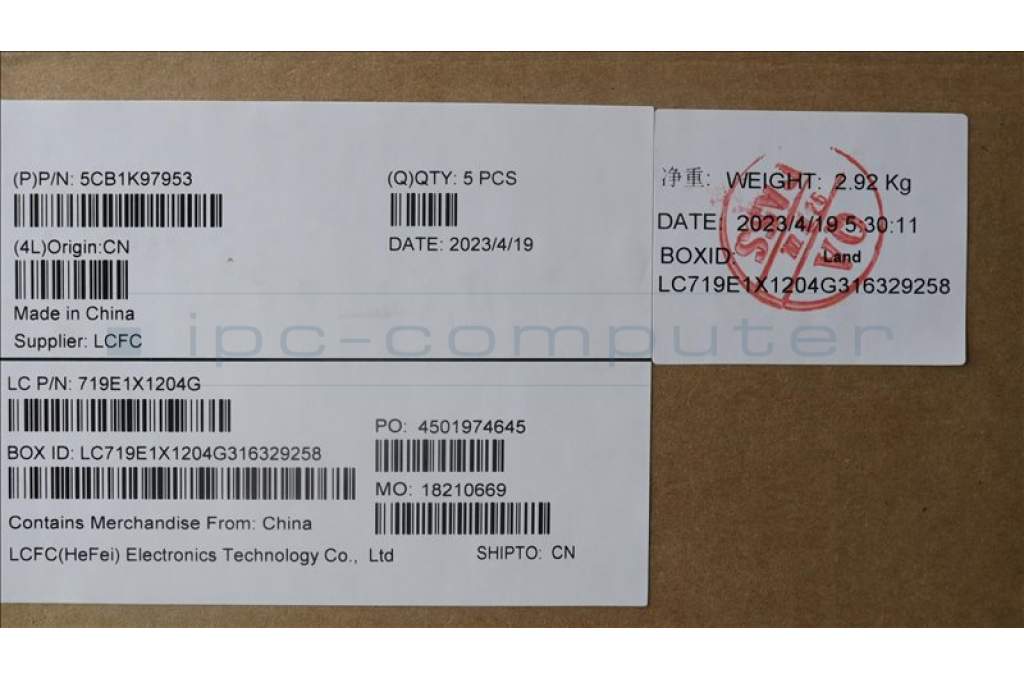 (P)P/N: 5CB1K97953
(Q)QTY: 5 PCS
(4L)Origin:CN
DATE: 2023/4/19
Made in China
Supplier: LCFC
净重: WEIGHT: 2.92 Kg
DATE: 2023/4/19 5:30:11
BOXID: Land
LC719E1X1204G316329258
QA
ipc-computer
LC P/N: 719E1X1204G
PO: 4501974645
BOX ID: LC719E1X1204G316329258
MO: 18210669
Contains Merchandise From: China
LCFC(HeFei) Electronics Technology Co., Ltd
SHIPTO: CN